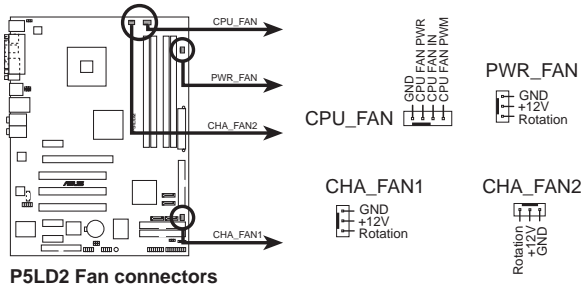 CPU_FAN
PWR_FAN
CHA_FAN2
CHA_FAN1
ASUS
CPU_FAN
GND
CPU FAN PWR
CPU FAN IN
CPU FAN PWM
PWR_FAN
GND
+12V
Rotation
CHA_FAN1
GND
+12V
Rotation
CHA_FAN2
Rotation
+12V
GND
P5LD2 Fan connectors